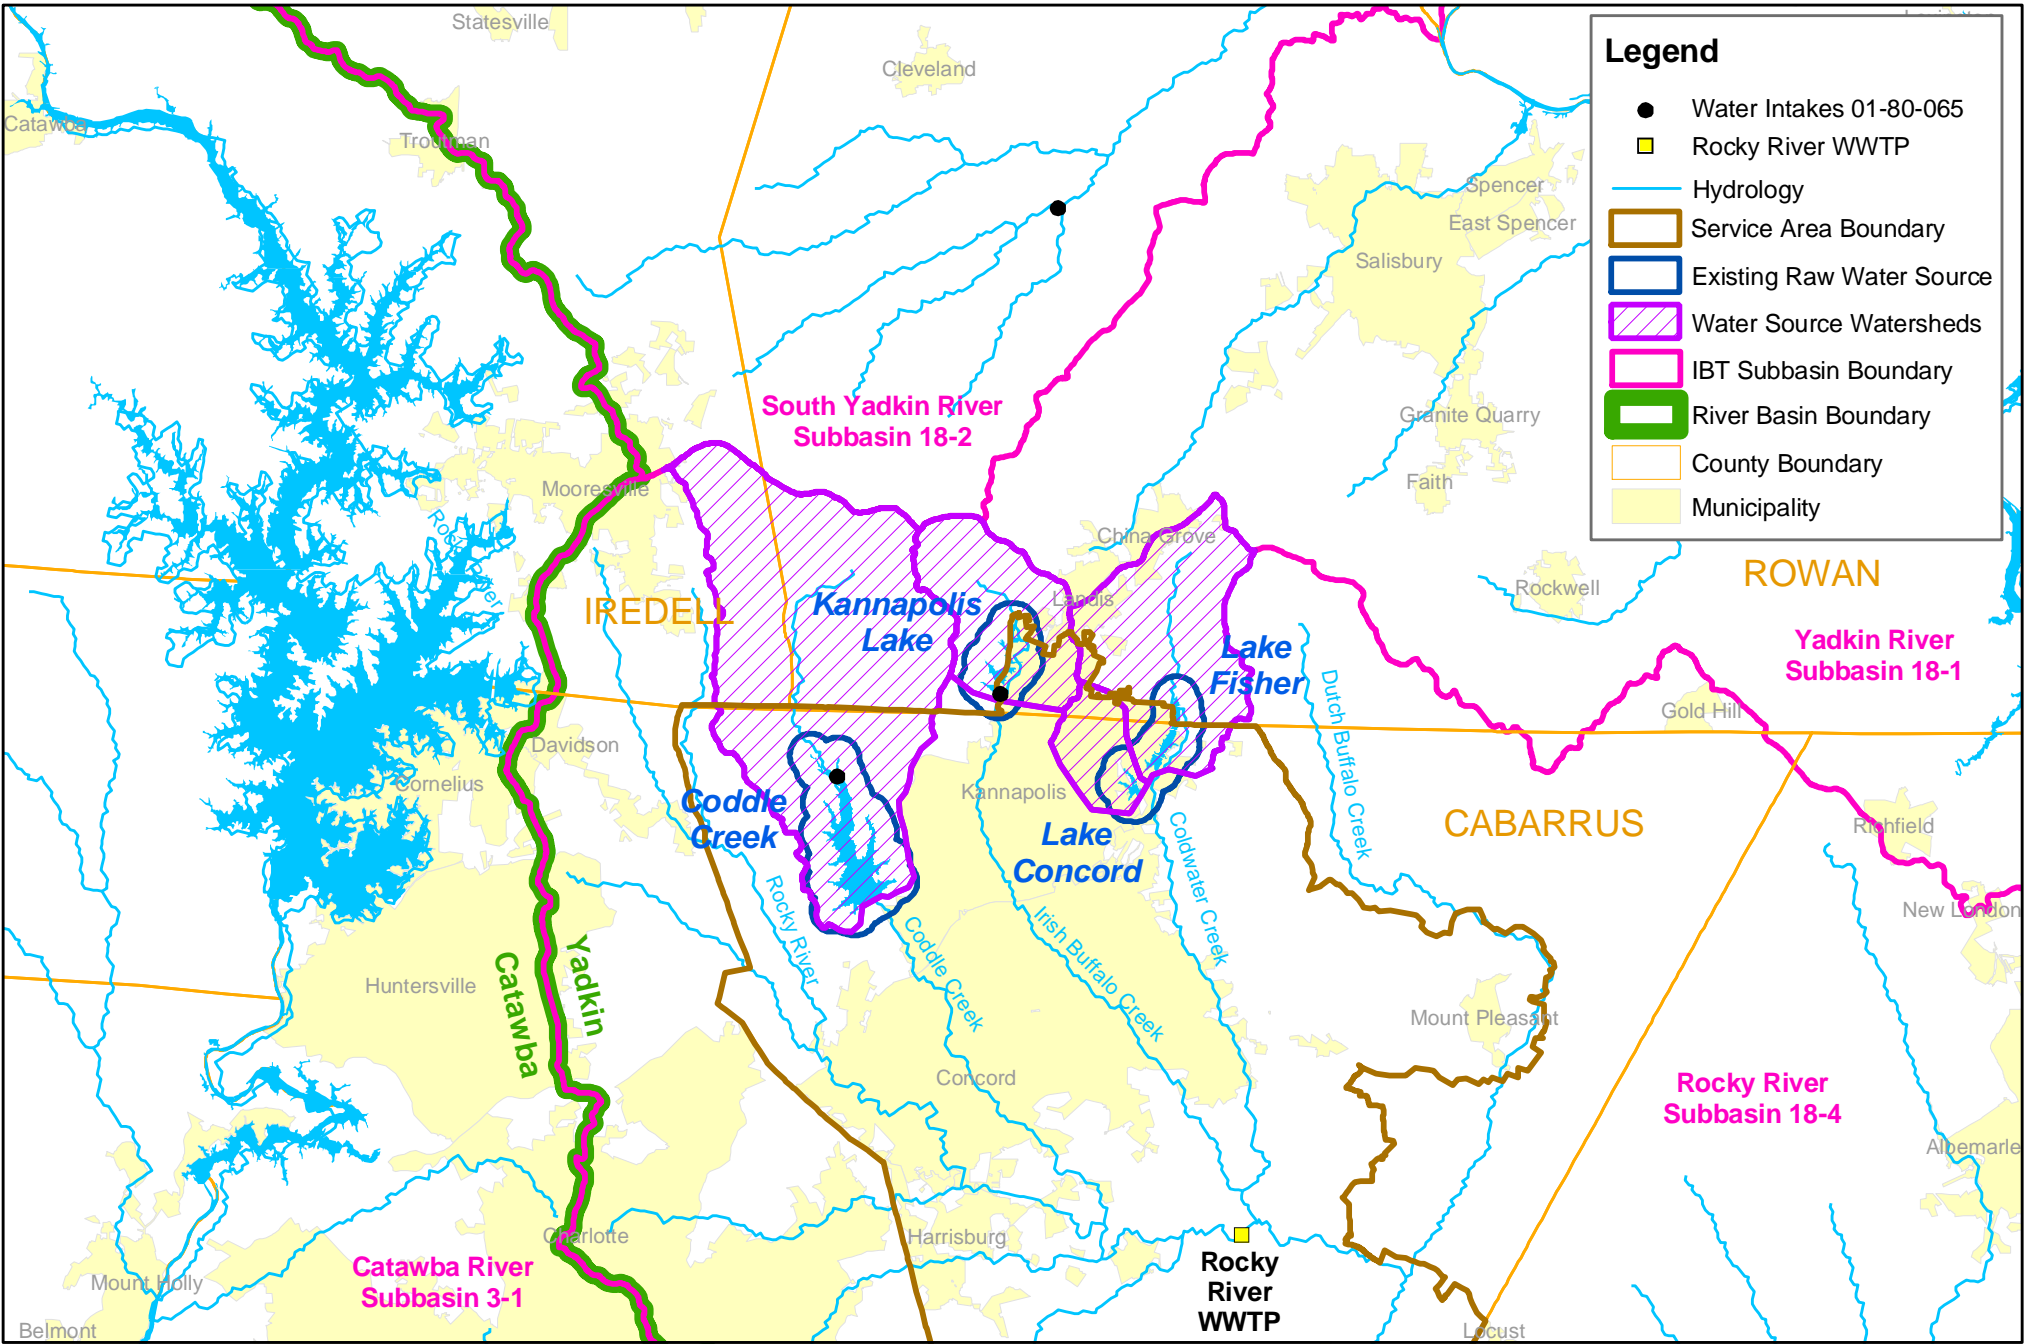 Statesville
Cleveland
Catawba
Troutman
Legend
Water Intakes 01-80-065
Rocky River WWTP
Hydrology
Service Area Boundary
Existing Raw Water Source
Water Source Watersheds
IBT Subbasin Boundary
River Basin Boundary
County Boundary
Municipality
Spencer
East Spencer
Salisbury
South Yadkin River
Subbasin 18-2
Granite Quarry
Faith
Mooresville
China Grove
Rocky River
Rockwell
ROWAN
IREDELL
Kannapolis
Lake
Landis
Lake
Fisher
Yadkin River
Subbasin 18-1
Dutch Buffalo Creek
Gold Hill
Davidson
Cornelius
Kannapolis
Coddle
Creek
Lake
Concord
Coldwater Creek
CABARRUS
Richfield
New London
Rocky River
Coddle Creek
Irish Buffalo Creek
Yadkin
Catawba
Huntersville
Mount Pleasant
Concord
Rocky River
Subbasin 18-4
Albemarle
Charlotte
Harrisburg
Catawba River
Subbasin 3-1
Mount Holly
Rocky
River
WWTP
Belmont
Locust